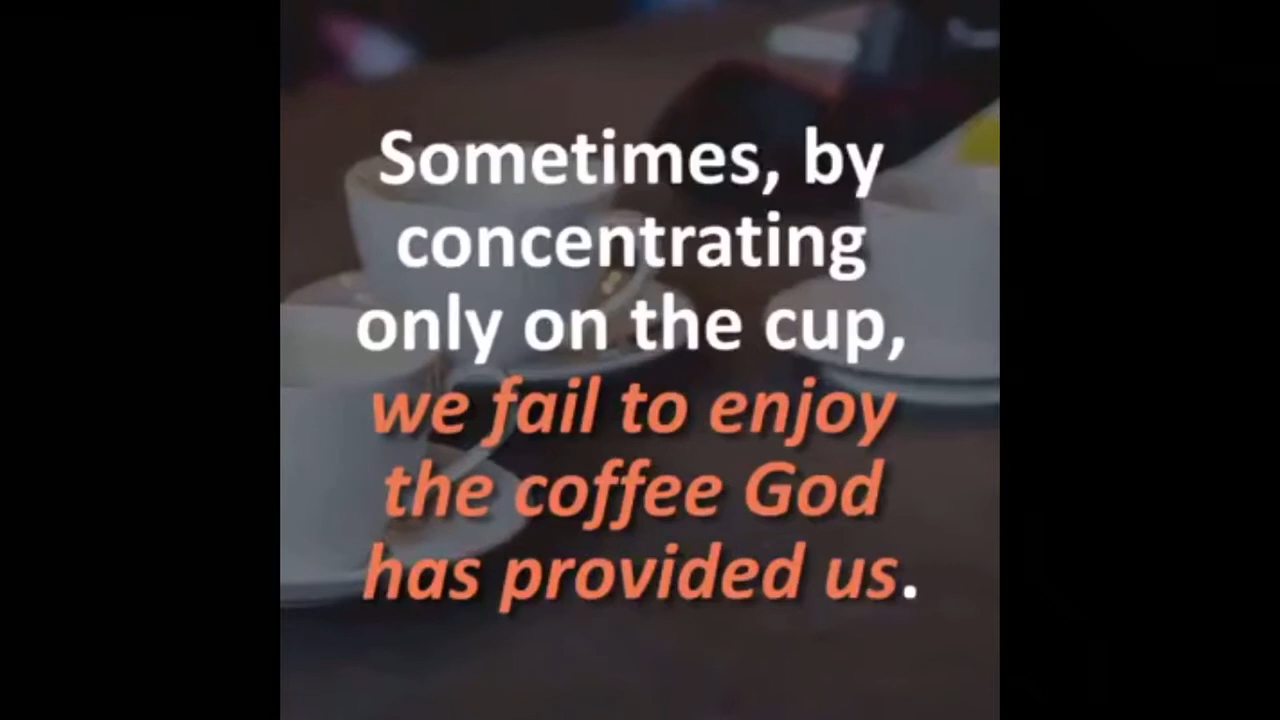 Sometimes, by
concentrating
only on the cup,
we fail to enjoy
the coffee God
has provided us.